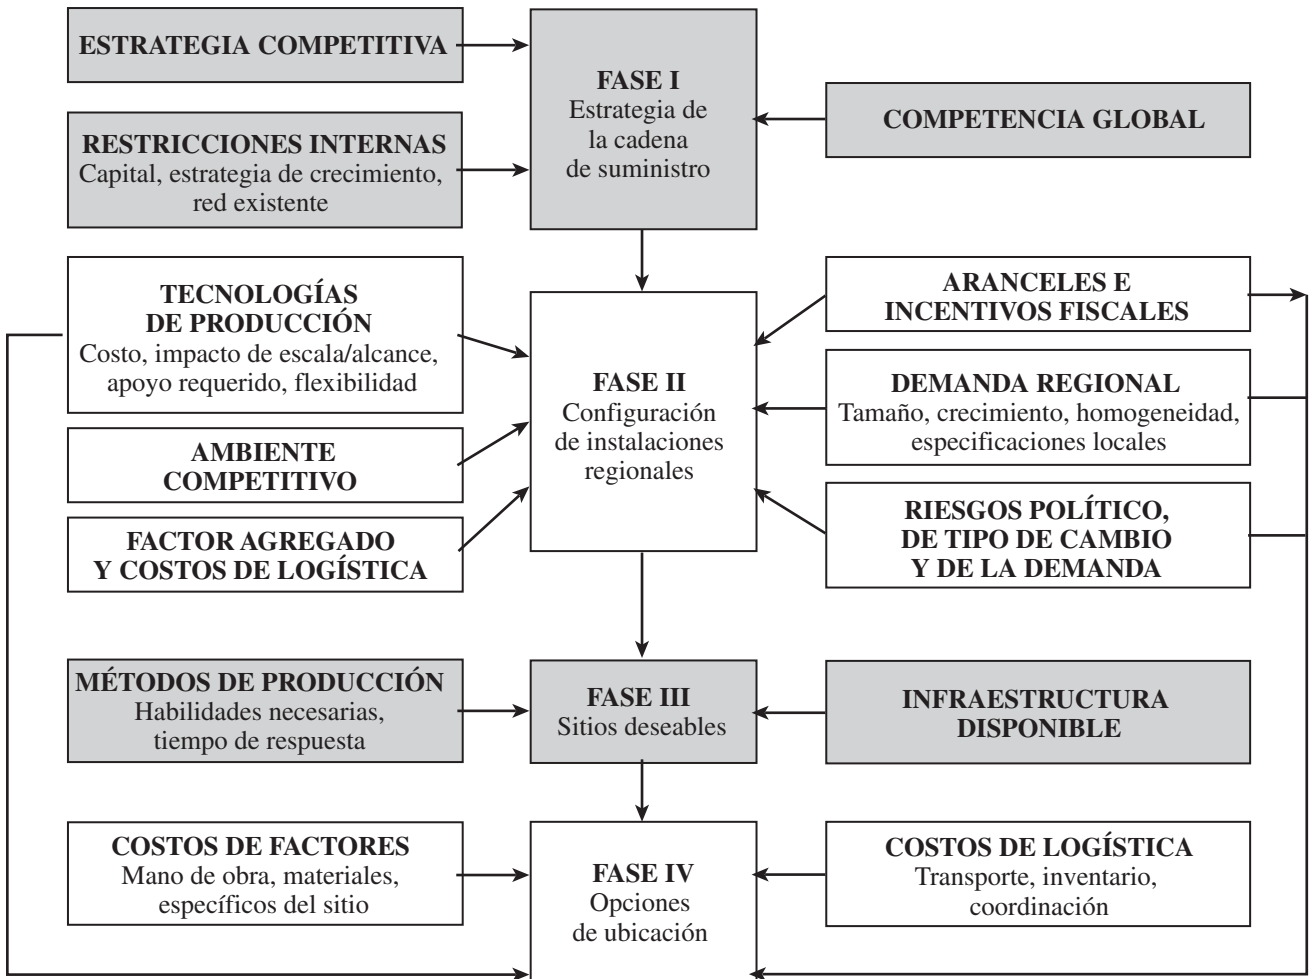 ESTRATEGIA COMPETITIVA
RESTRICCIONES INTERNAS
Capital, estrategia de crecimiento,
red existente
FASE I
Estrategia de
la cadena
de suministro
COMPETENCIA GLOBAL
TECNOLOGÍAS
DE PRODUCCIÓN
Costo, impacto de escala/alcance,
apoyo requerido, flexibilidad
AMBIENTE
COMPETITIVO
FACTOR AGREGADO
Y COSTOS DE LOGÍSTICA
FASE II
Configuración
de instalaciones
regionales
ARANCELES E
INCENTIVOS FISCALES
DEMANDA REGIONAL
Tamaño, crecimiento, homogeneidad,
especificaciones locales
RIESGOS POLÍTICO,
DE TIPO DE CAMBIO
Y DE LA DEMANDA
MÉTODOS DE PRODUCCIÓN
Habilidades necesarias,
tiempo de respuesta
FASE III
Sitios deseables
INFRAESTRUCTURA
DISPONIBLE
COSTOS DE FACTORES
Mano de obra, materiales,
específicos del sitio
FASE IV
Opciones
de ubicación
COSTOS DE LOGÍSTICA
Transporte, inventario,
coordinación